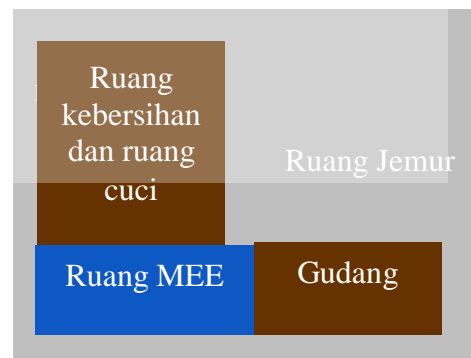 Ruang
kebersihan
dan ruang
cuci
Ruang Jemur
Ruang MEE
Gudang